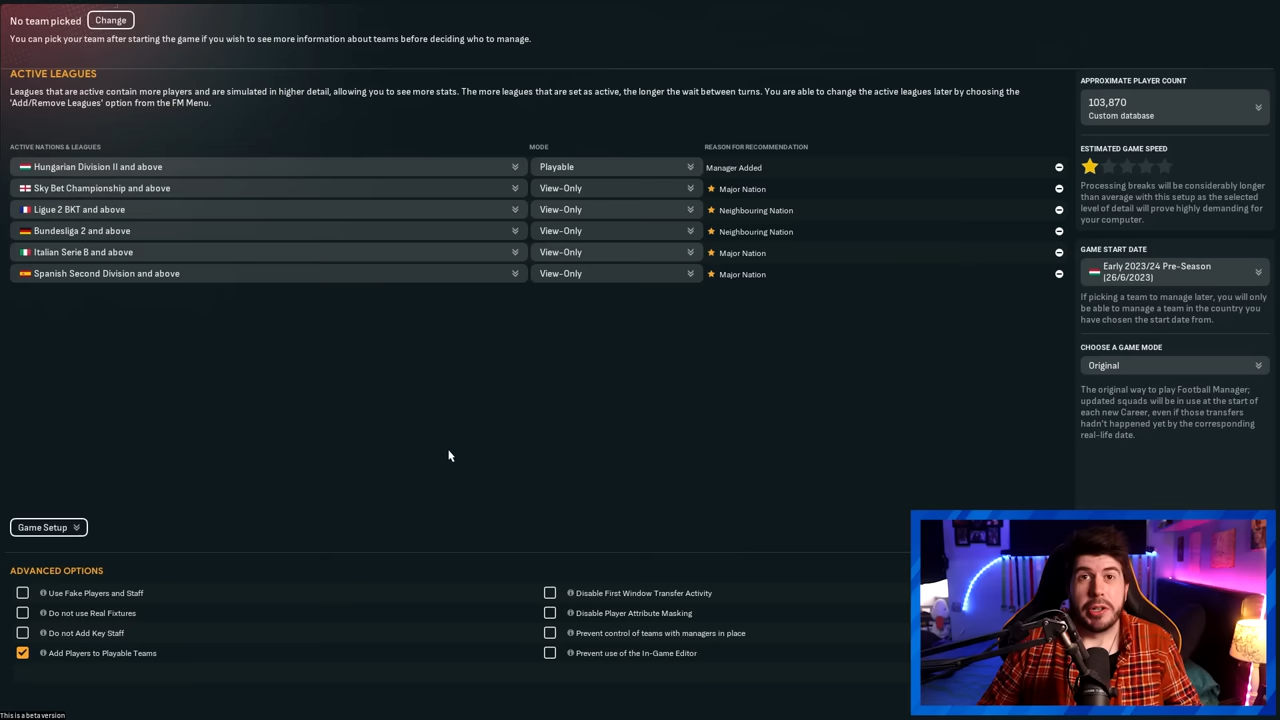 No team picked
Change
You can pick your team after starting the game if you wish to see more information about teams before deciding who to manage.
ACTIVE LEAGUES
Leagues that are active contain more players and are simulated in higher detail, allowing you to see more stats. The more leagues that are set as active, the longer the wait between turns. You are able to change the active leagues later by choosing the
'Add/Remove Leagues' option from the FM Menu.
ACTIVE NATIONS & LEAGUES MODE REASON FOR RECOMMENDATION
Hungarian Division II and above Playable Manager Added
Sky Bet Championship and above View-Only Major Nation
Ligue 2 BKT and above View-Only Neighbouring Nation
Bundesliga 2 and above View-Only Neighbouring Nation
Italian Serie B and above View-Only Major Nation
Spanish Second Division and above View-Only Major Nation
APPROXIMATE PLAYER COUNT
103,870
Custom database
ESTIMATED GAME SPEED
Processing breaks will be considerably longer
than average with this setup as the selected
level of detail will prove highly demanding for
your computer.
GAME START DATE
Early 2023/24 Pre-Season
(26/6/2023)
If picking a team to manage later, you will only
be able to manage a team in the country you
have chosen the start date from.
CHOOSE A GAME MODE
Original
The original way to play Football Manager;
updated squads will be in use at the start of
each new Career, even if those transfers
hadn't happened yet by the corresponding
real-life date.
Game Setup
ADVANCED OPTIONS
Use Fake Players and Staff
Do not use Real Fixtures
Do not Add Key Staff
Add Players to Playable Teams
Disable First Window Transfer Activity
Disable Player Attribute Masking
Prevent control of teams with managers in place
Prevent use of the In-Game Editor
This is a beta version